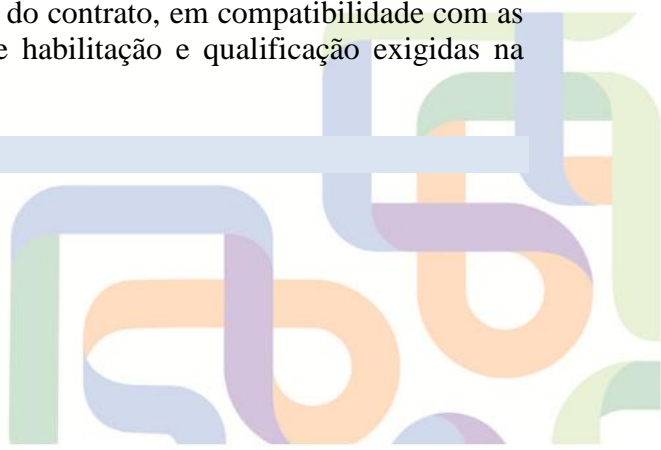 do contrato, em compatibilidade com as
e habilitação e qualificação exigidas na